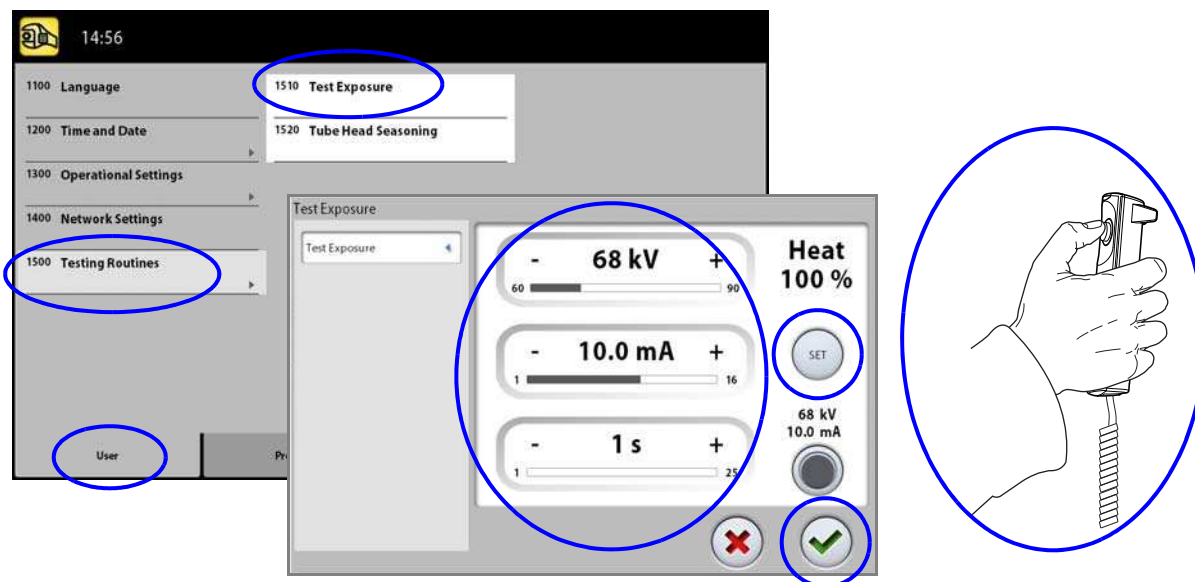 14:56
1100 Language
1200 Time and Date
1300 Operational Settings
1400 Network Settings
1500 Testing Routines
1510 Test Exposure
1520 Tube Head Seasoning
User
Test Exposure
Test Exposure
- 68 kV +
60 90
- 10.0 mA +
1 16
- 1 s +
1 25
Heat
100 %
SET
68 kV
10.0 mA